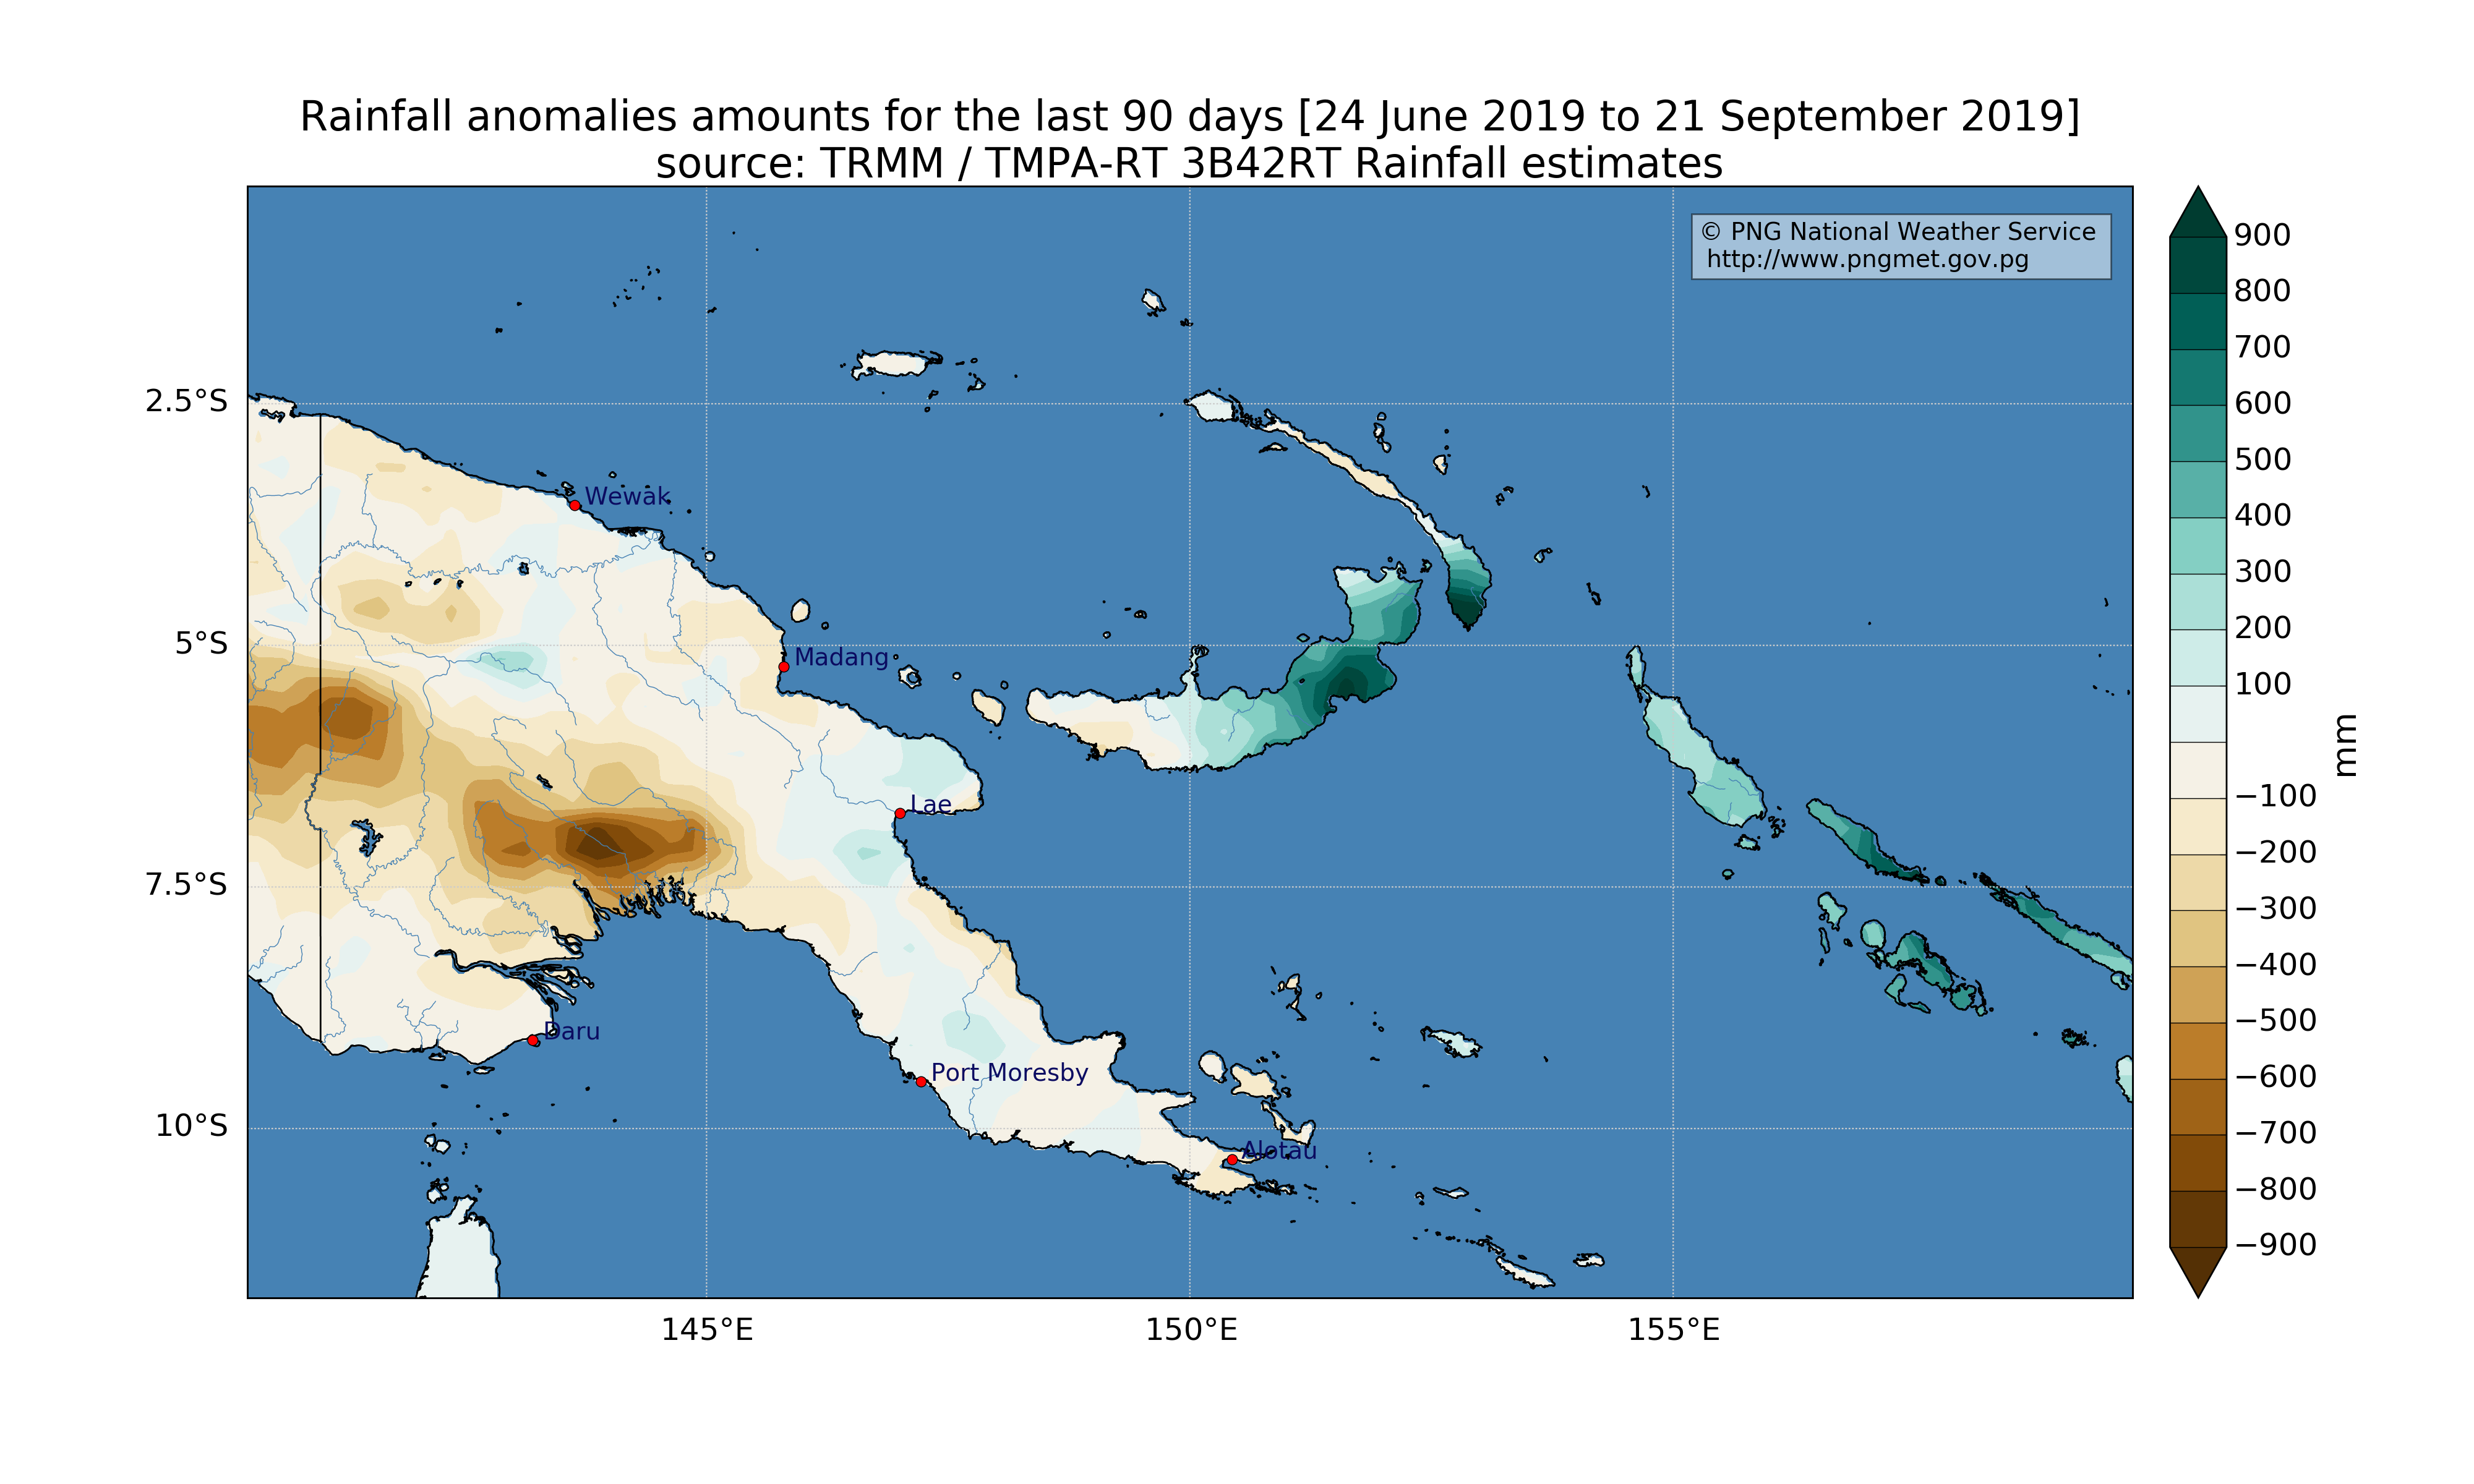 Rainfall anomalies amounts for the last 90 days [24 June 2019 to 21 September 2019]
source: TRMM / TMPA-RT 3B42RT Rainfall estimates
© PNG National Weather Service
http://www.pngmet.gov.pg
2.5°S
5°S
7.5°S
10°S
Wewak
Madang
Lae
Daru
Port Moresby
Alotau
145°E
150°E
155°E
900
800
700
600
500
400
300
200
100
−100
−200
−300
−400
−500
−600
−700
−800
−900
mm